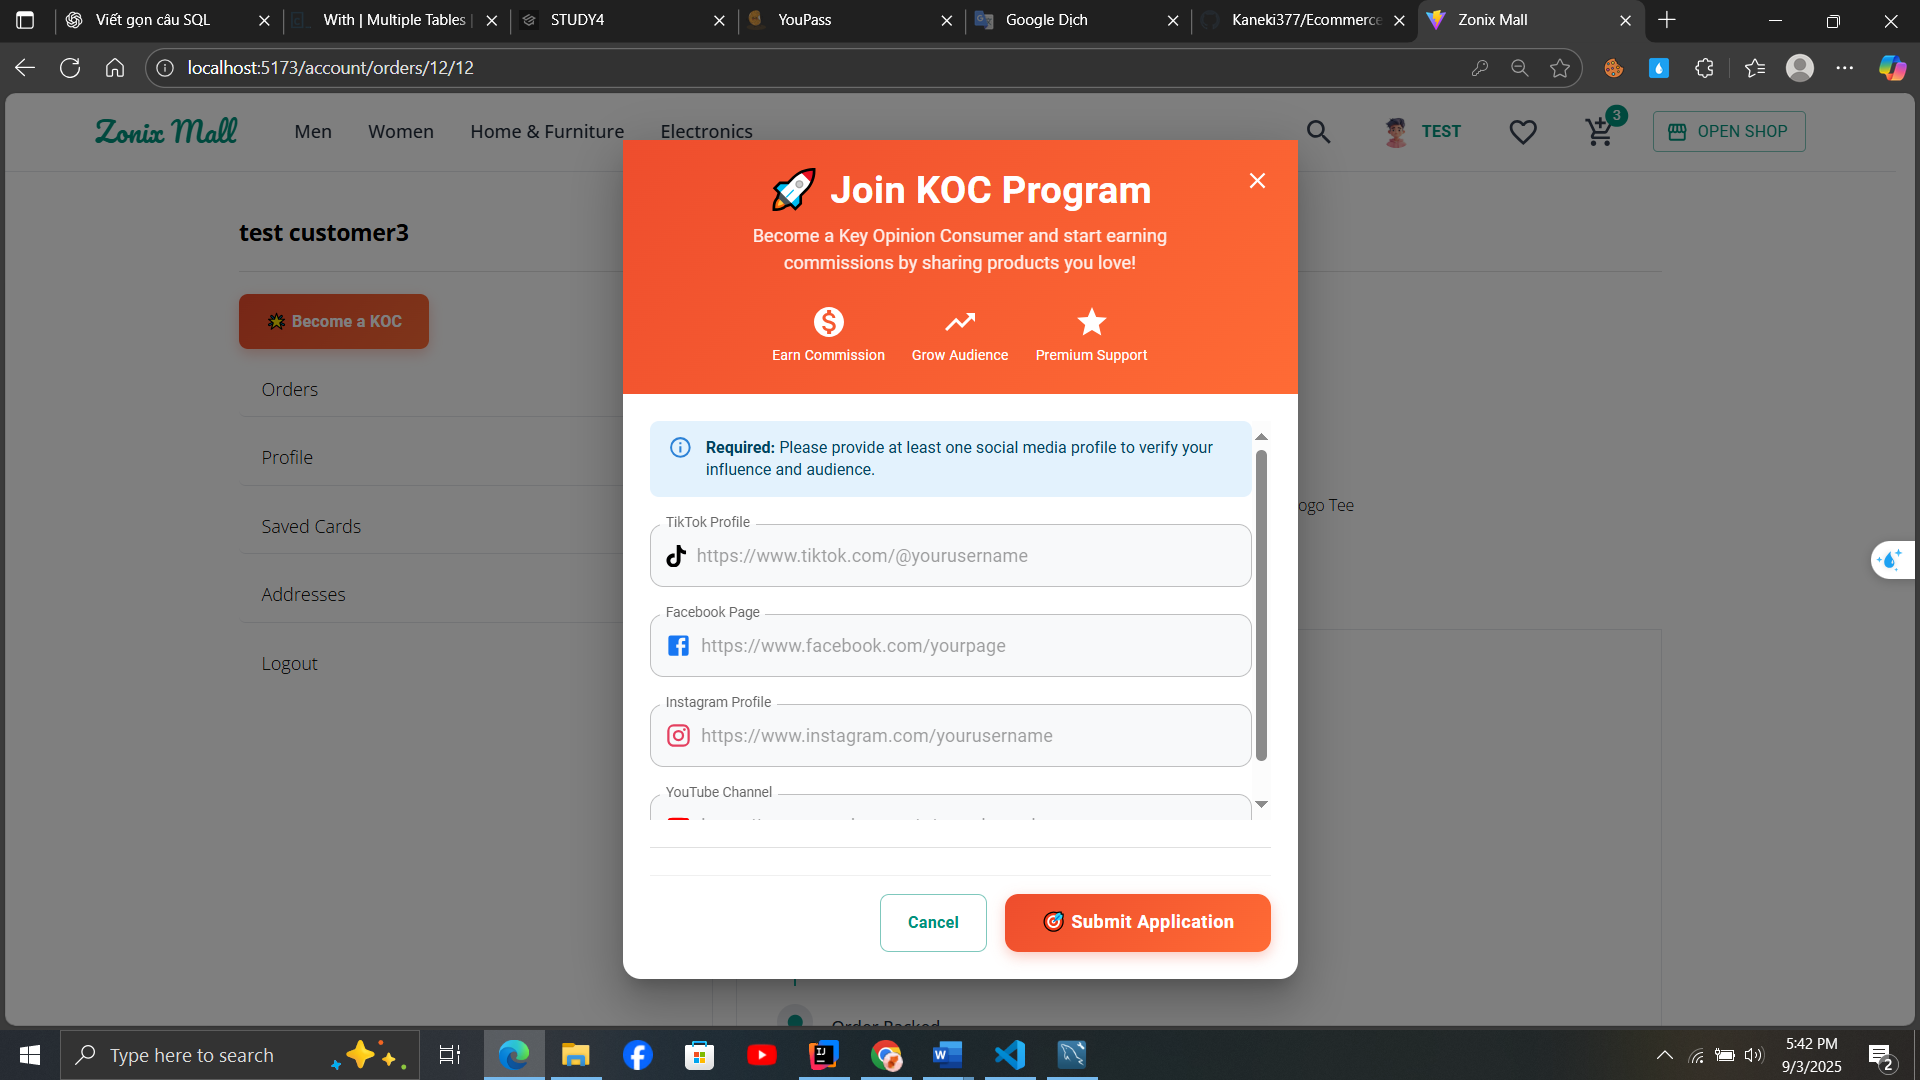 Viết gọn câu SQL
With | Multiple Tables |
STUDY4
YouPass
Google Dịch
Kaneki377/Ecommerce
Zonix Mall
localhost:5173/account/orders/12/12
Zonix Mall
Men
Women
Home & Furniture
Electronics
TEST
3
OPEN SHOP
test customer3
🌟 Become a KOC
Orders
Profile
Saved Cards
Addresses
Logout
🚀 Join KOC Program
Become a Key Opinion Consumer and start earning
commissions by sharing products you love!
Earn Commission
Grow Audience
Premium Support
Required: Please provide at least one social media profile to verify your
influence and audience.
TikTok Profile
https://www.tiktok.com/@yourusername
Facebook Page
https://www.facebook.com/yourpage
Instagram Profile
https://www.instagram.com/yourusername
YouTube Channel
Cancel
🎯 Submit Application
ogo Tee
Order Packed
Type here to search
5:42 PM
9/3/2025
2